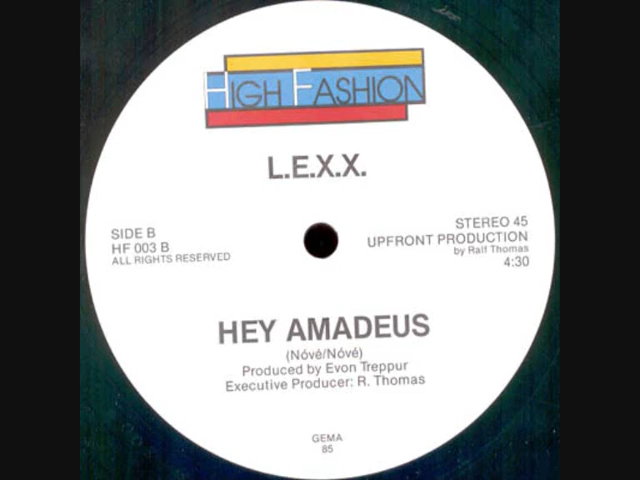 HIGH FASHION
L.E.X.X.
SIDE B
HF 003 B
ALL RIGHTS RESERVED
STEREO 45
UPFRONT PRODUCTION
by Ralf Thomas
4:30
HEY AMADEUS
(Nóvé/Nóvé)
Produced by Evon Treppur
Executive Producer: R. Thomas
GEMA
85